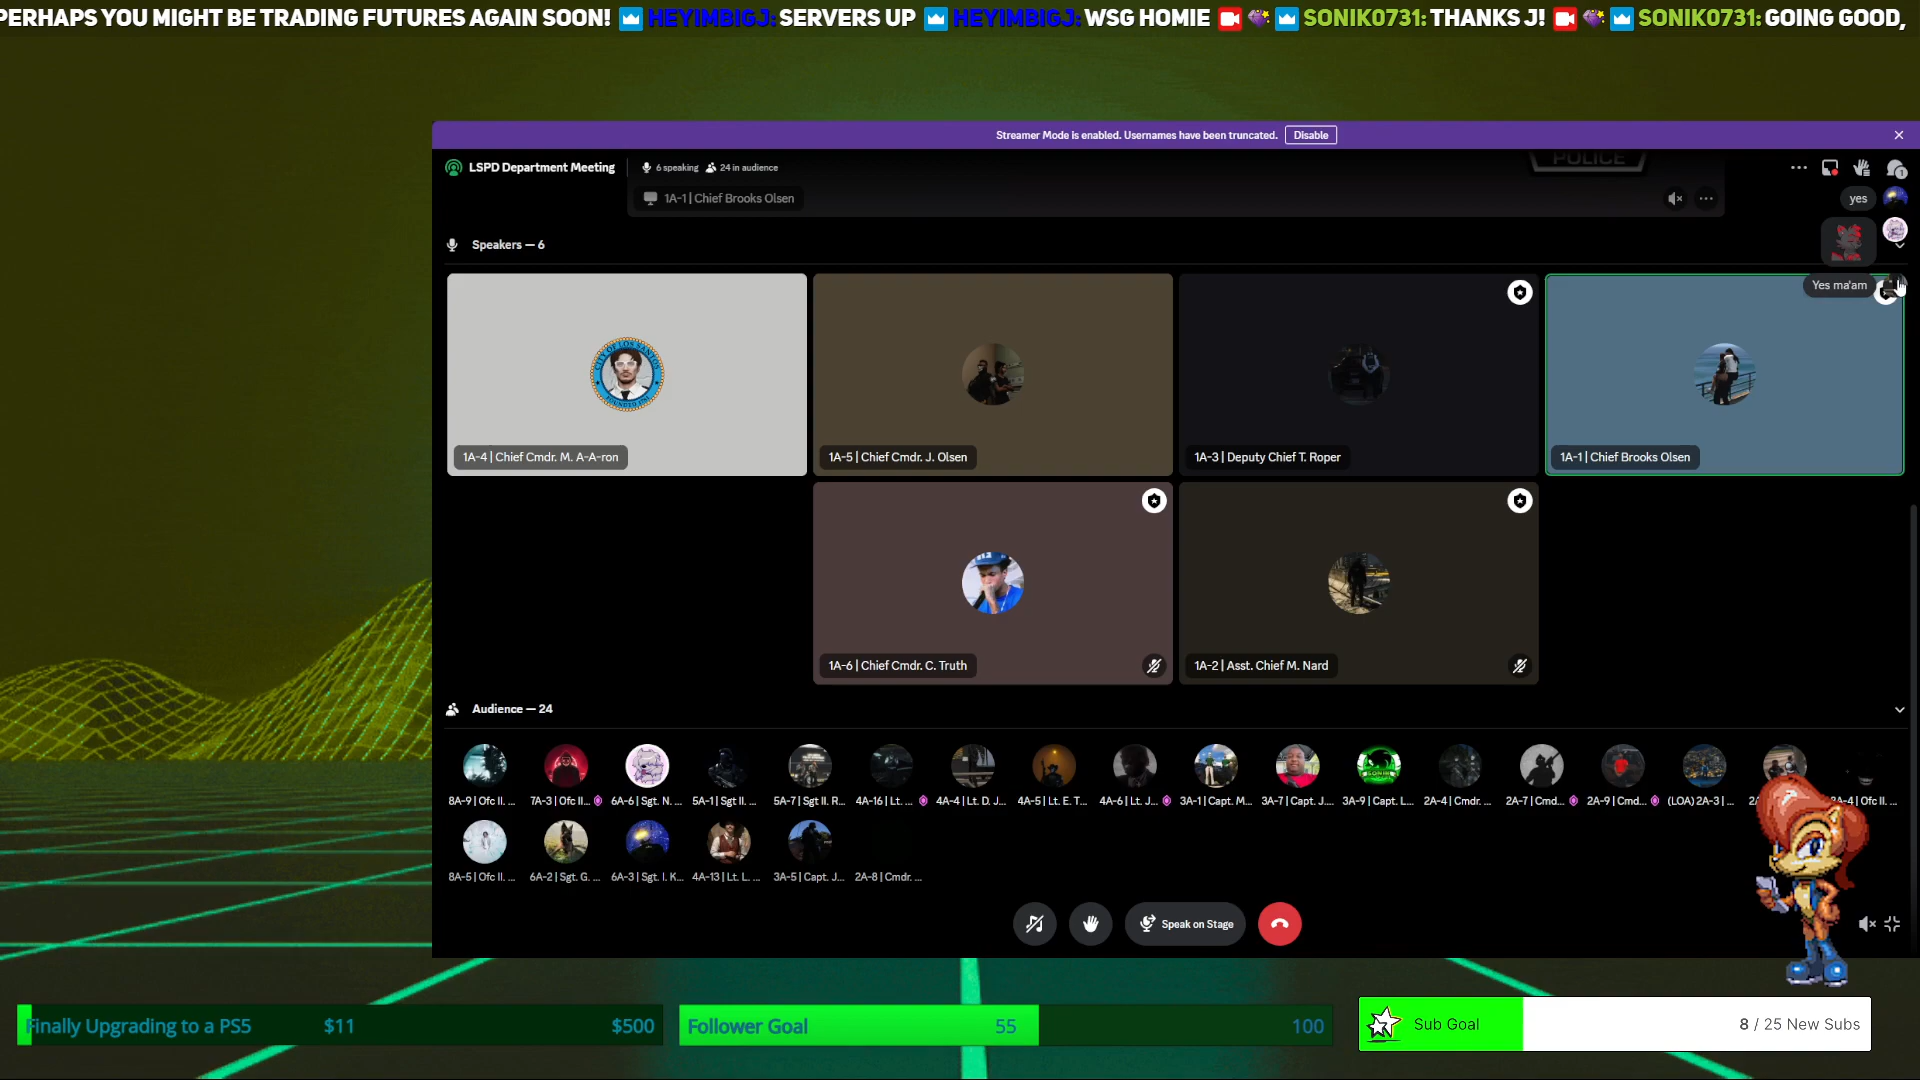 PERHAPS YOU MIGHT BE TRADING FUTURES AGAIN SOON! HEYIMBIGJ: SERVERS UP HEYIMBIGJ: WSG HOMIE SONIK0731: THANKS J! SONIK0731: GOING GOOD,
Streamer Mode is enabled. Usernames have been truncated. Disable
LSPD Department Meeting 6 speaking 24 in audience
POLICE
1A-1 | Chief Brooks Olsen
yes
Speakers — 6
Yes ma'am
1A-4 | Chief Cmdr. M. A-A-ron
1A-5 | Chief Cmdr. J. Olsen
1A-3 | Deputy Chief T. Roper
1A-1 | Chief Brooks Olsen
1A-6 | Chief Cmdr. C. Truth
1A-2 | Asst. Chief M. Nard
Audience — 24
8A-9 | Ofc II. ... 7A-3 | Ofc II... 6A-6 | Sgt. N. ... 5A-1 | Sgt II. ... 5A-7 | Sgt II. R... 4A-16 | Lt. ... 4A-4 | Lt. D. J... 4A-5 | Lt. E. T... 4A-6 | Lt. J... 3A-1 | Capt. M... 3A-7 | Capt. J.... 3A-9 | Capt. L... 2A-4 | Cmdr. ... 2A-7 | Cmd... 2A-9 | Cmd... (LOA) 2A-3 | ... A-4 | Ofc II. ...
8A-5 | Ofc II. ... 6A-2 | Sgt. G. ... 6A-3 | Sgt. I. K... 4A-13 | Lt. L. ... 3A-5 | Capt. J... 2A-8 | Cmdr. ...
Speak on Stage
Finally Upgrading to a PS5 $11 $500
Follower Goal 55 100
Sub Goal 8 / 25 New Subs